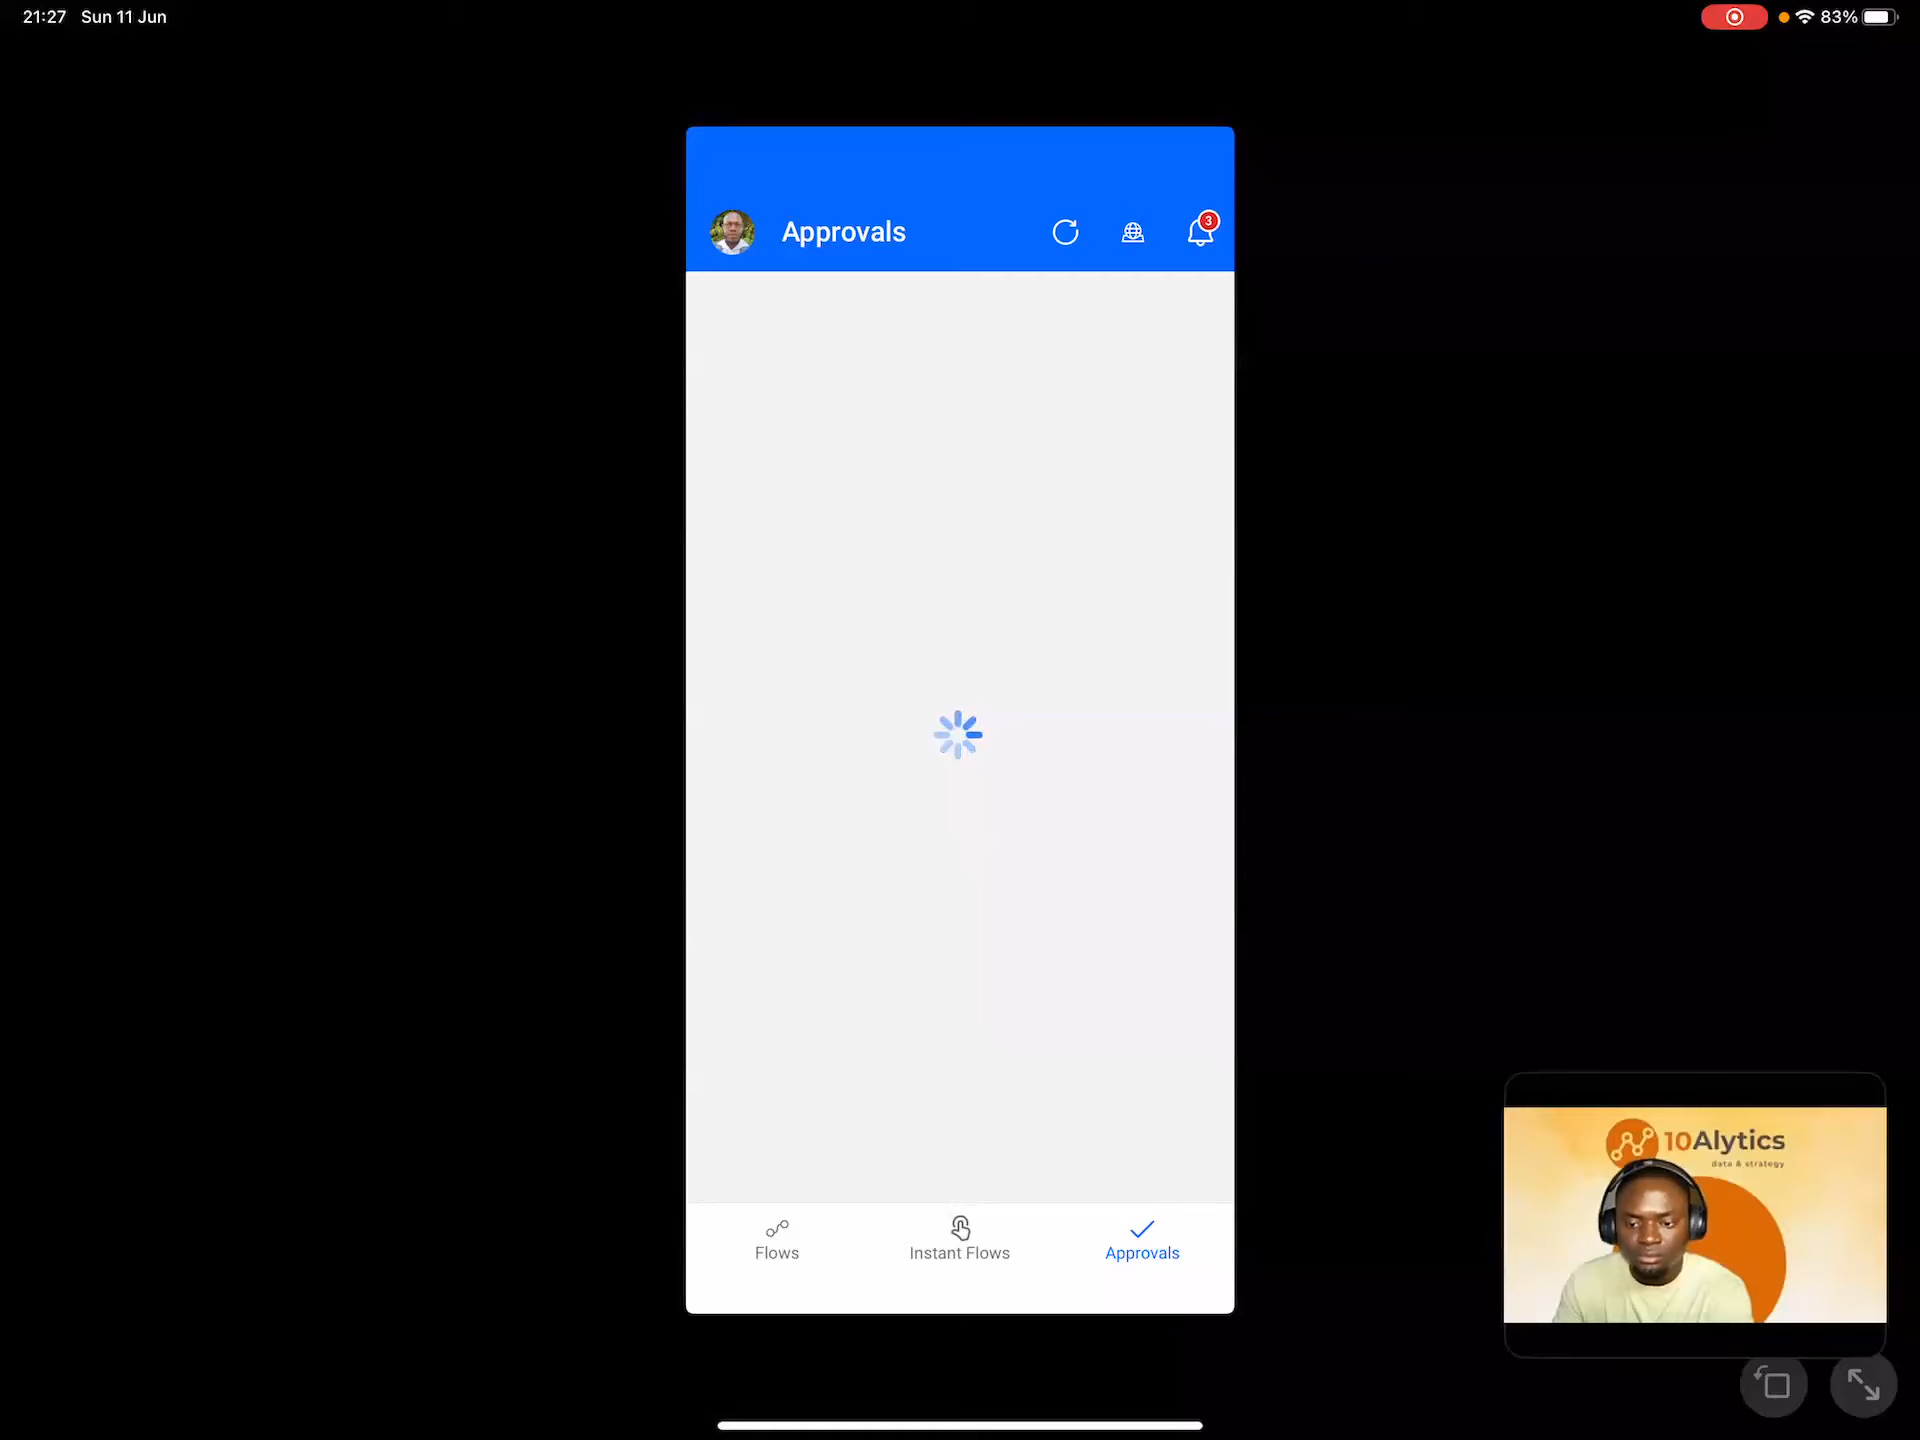 21:27 Sun 11 Jun
83%
Approvals
3
Flows
Instant Flows
Approvals
10Alytics
data & strategy